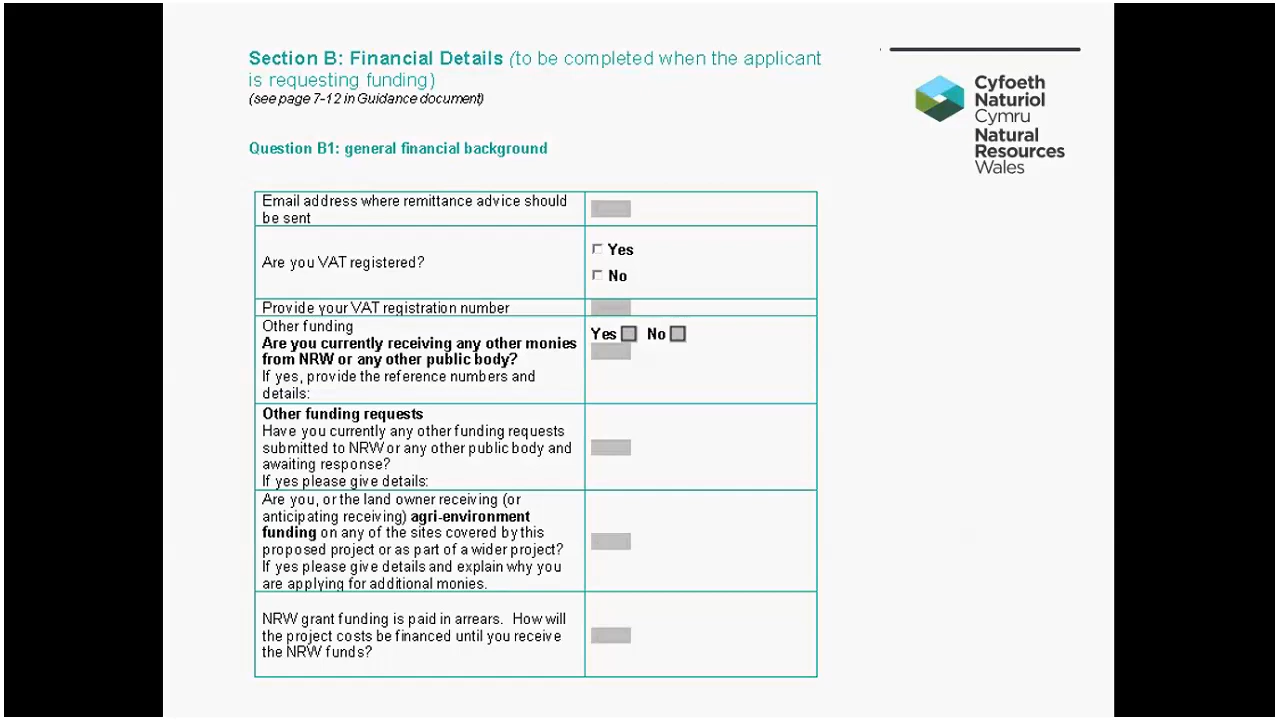 Section B: Financial Details (to be completed when the applicant
is requesting funding)
(see page 7-12 in Guidance document)
Cyfoeth
Naturiol
Cymru
Natural
Resources
Wales
Question B1: general financial background
Email address where remittance advice should
be sent
Are you VAT registered?
Yes
No
Provide your VAT registration number
Other funding
Are you currently receiving any other monies
from NRW or any other public body?
If yes, provide the reference numbers and
details:
Yes No
Other funding requests
Have you currently any other funding requests
submitted to NRW or any other public body and
awaiting response?
If yes please give details:
Are you, or the land owner receiving (or
anticipating receiving) agri-environment
funding on any of the sites covered by this
proposed project or as part of a wider project?
If yes please give details and explain why you
are applying for additional monies.
NRW grant funding is paid in arrears. How will
the project costs be financed until you receive
the NRW funds?